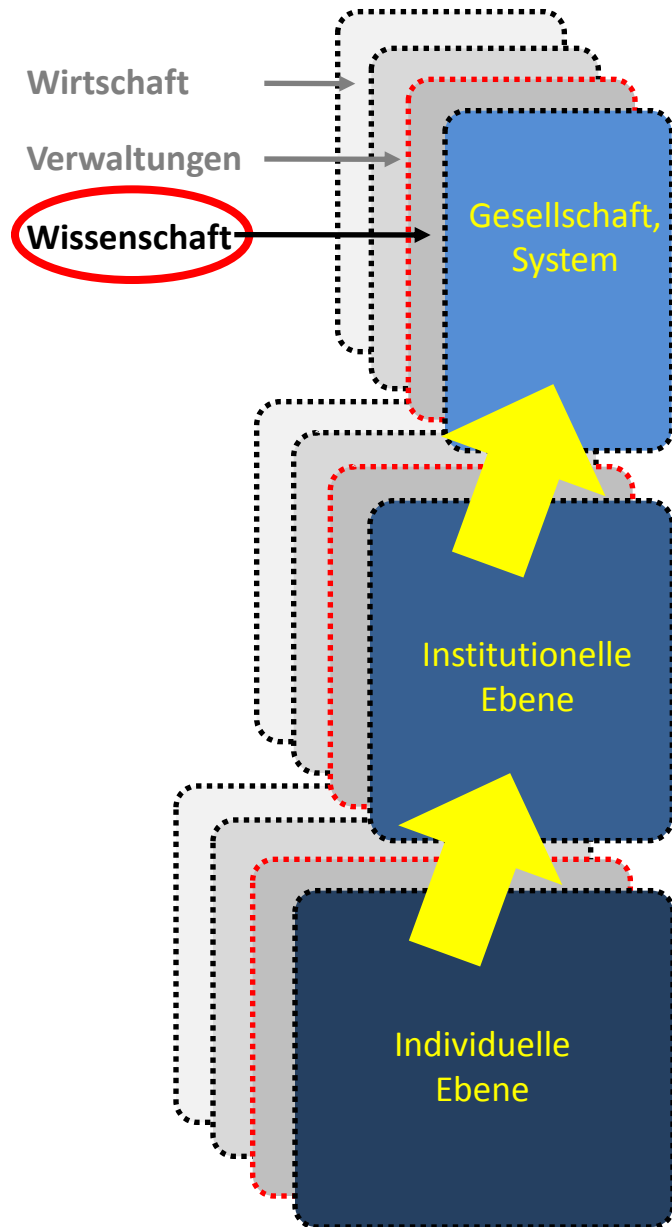 Wirtschaft
Verwaltungen
Wissenschaft
Gesellschaft,
System
Institutionelle
Ebene
Individuelle
Ebene